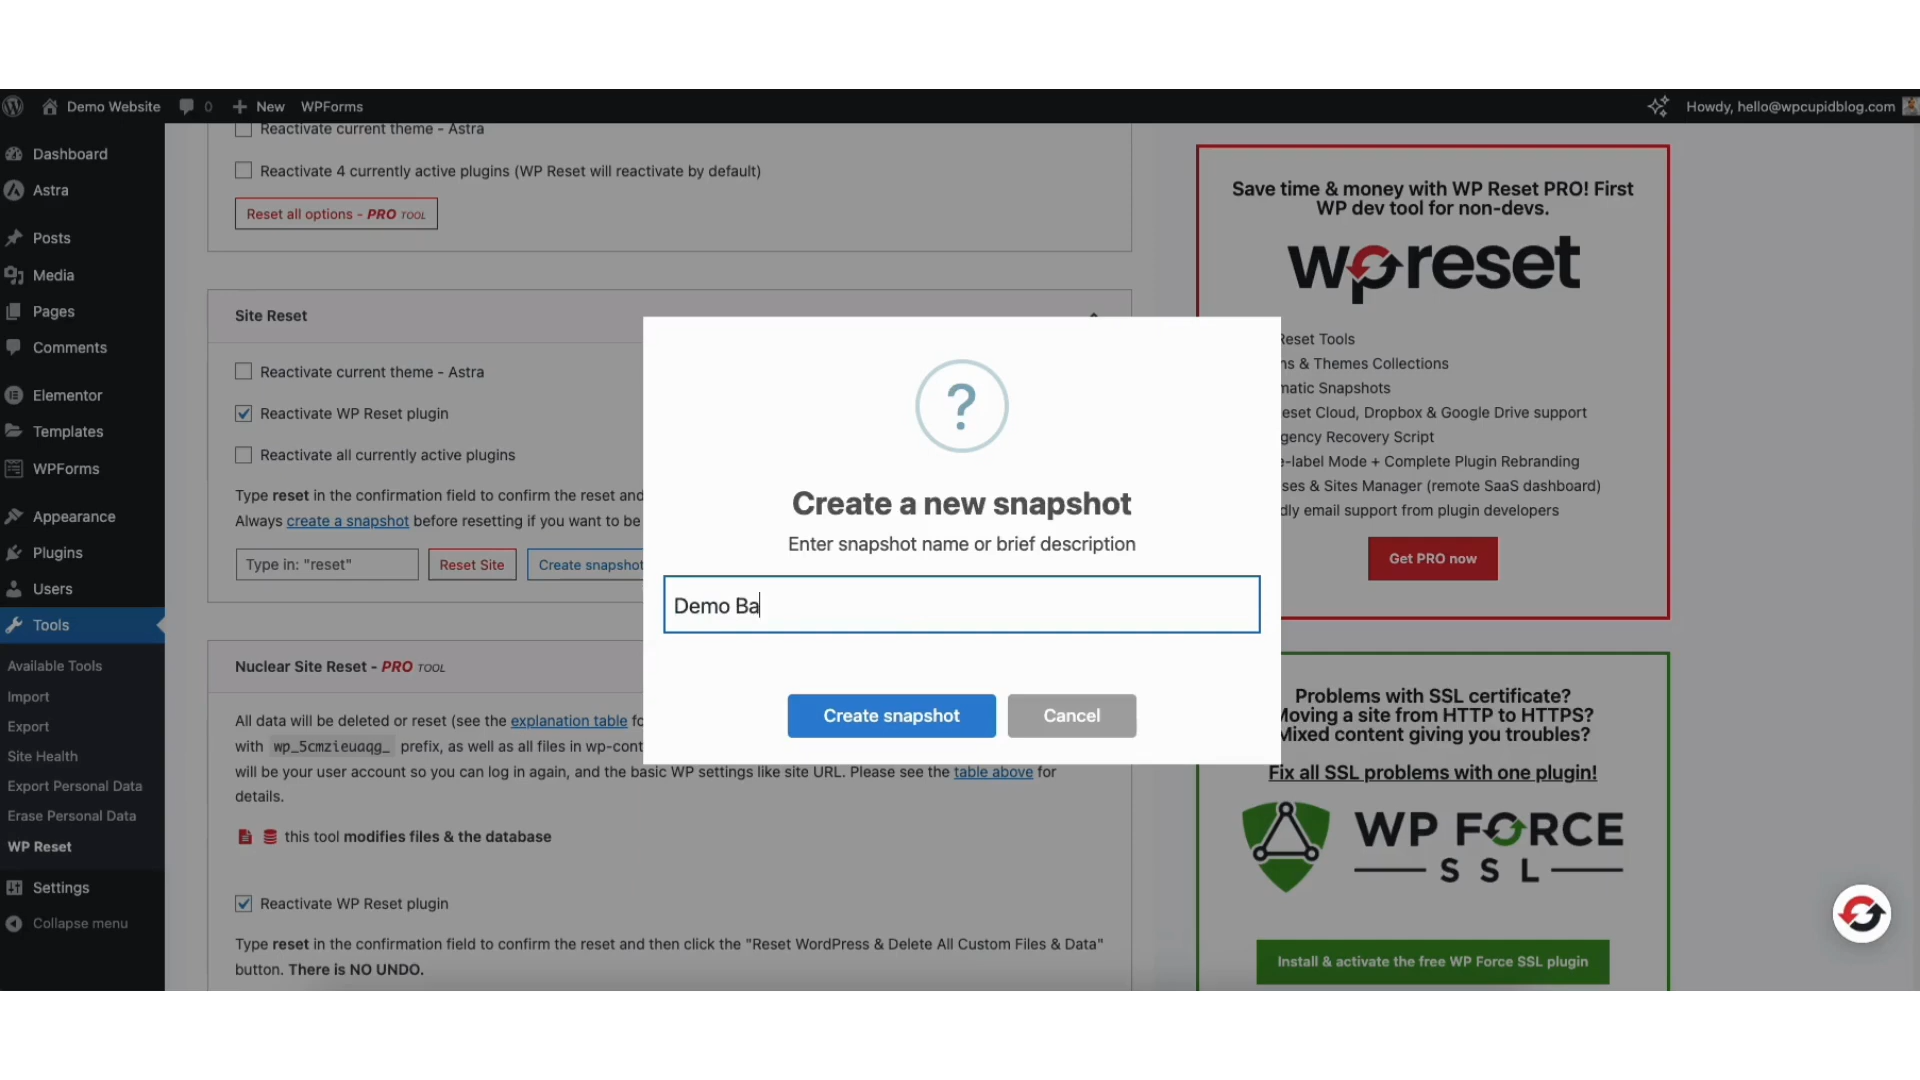 Demo Website 0 New WPForms Howdy, hello@wpcupidblog.com
Dashboard
Astra
Posts
Media
Pages
Comments
Elementor
Templates
WPForms
Appearance
Plugins
Users
Tools
Available Tools
Import
Export
Site Health
Export Personal Data
Erase Personal Data
WP Reset
Settings
Collapse menu
Reactivate current theme - Astra
Reactivate 4 currently active plugins (WP Reset will reactivate by default)
Reset all options - PRO TOOL
Site Reset
Reactivate current theme - Astra
Reactivate WP Reset plugin
Reactivate all currently active plugins
Type reset in the confirmation field to confirm the reset and
Always create a snapshot before resetting if you want to be
Type in: "reset" Reset Site Create snapshot
Nuclear Site Reset - PRO TOOL
All data will be deleted or reset (see the explanation table
with wp_5cmzieuaqg_ prefix, as well as all files in
will be your user account so you can log in again, and the basic WP settings like site URL. Please see the table above for
details.
this tool modifies files & the database
Reactivate WP Reset plugin
Type reset in the confirmation field to confirm the reset and then click the "Reset WordPress & Delete All Custom Files & Data"
button. There is NO UNDO.
?
Create a new snapshot
Enter snapshot name or brief description
Demo Ba
Create snapshot Cancel
Save time & money with WP Reset PRO! First
WP dev tool for non-devs.
wpreset
Reset Tools
& Themes Collections
Snapshots
Cloud, Dropbox & Google Drive support
Recovery Script
-label Mode + Complete Plugin Rebranding
& Sites Manager (remote SaaS dashboard)
email support from plugin developers
Get PRO now
Problems with SSL certificate?
Moving a site from HTTP to HTTPS?
Mixed content giving you troubles?
Fix all SSL problems with one plugin!
WP FORCE
SSL
Install & activate the free WP Force SSL plugin